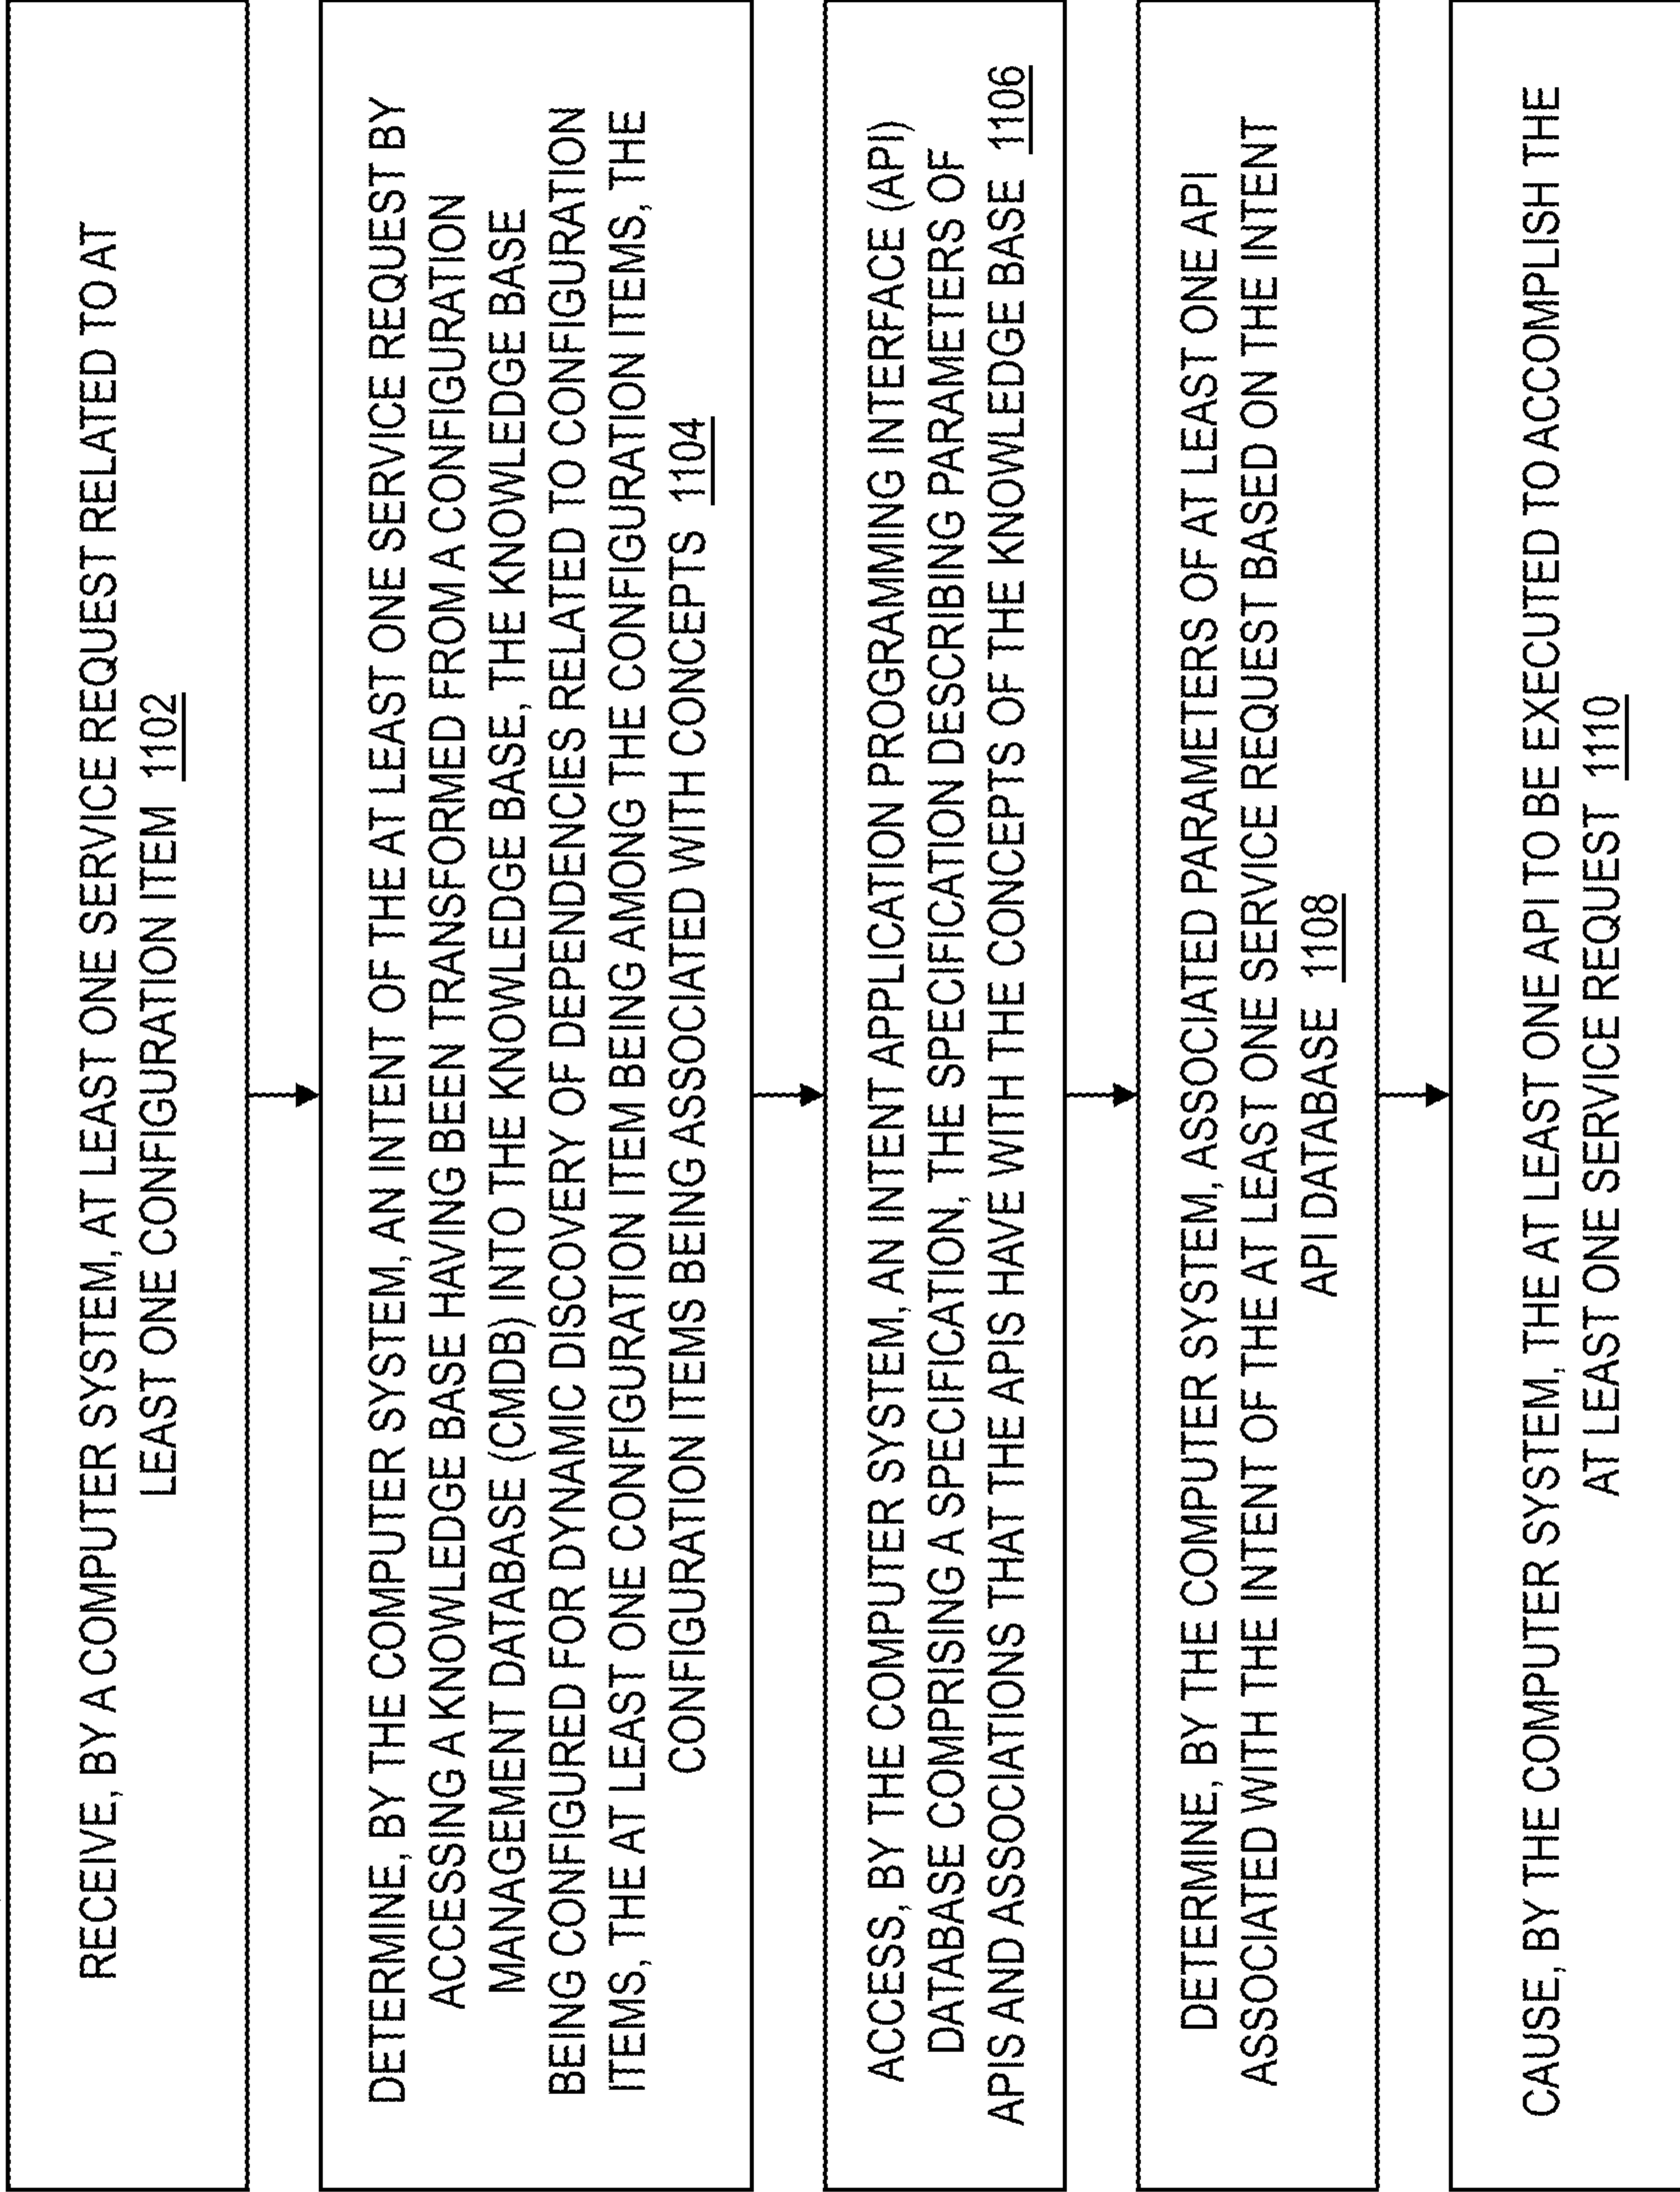 RECEIVE, BY A COMPUTER SYSTEM, AT LEAST ONE SERVICE REQUEST RELATED TO AT
LEAST ONE CONFIGURATION ITEM 1102
DETERMINE, BY THE COMPUTER SYSTEM, AN INTENT OF THE AT LEAST ONE SERVICE REQUEST BY
ACCESSING A KNOWLEDGE BASE HAVING BEEN TRANSFORMED FROM A CONFIGURATION
MANAGEMENT DATABASE (CMDB) INTO THE KNOWLEDGE BASE, THE KNOWLEDGE BASE
BEING CONFIGURED FOR DYNAMIC DISCOVERY OF DEPENDENCIES RELATED TO CONFIGURATION
ITEMS, THE AT LEAST ONE CONFIGURATION ITEM BEING AMONG THE CONFIGURATION ITEMS, THE
CONFIGURATION ITEMS BEING ASSOCIATED WITH CONCEPTS 1104
ACCESS, BY THE COMPUTER SYSTEM, AN INTENT APPLICATION PROGRAMMING INTERFACE (API)
DATABASE COMPRISING A SPECIFICATION, THE SPECIFICATION DESCRIBING PARAMETERS OF
APIS AND ASSOCIATIONS THAT THE APIS HAVE WITH THE CONCEPTS OF THE KNOWLEDGE BASE 1106
DETERMINE, BY THE COMPUTER SYSTEM, ASSOCIATED PARAMETERS OF AT LEAST ONE API
ASSOCIATED WITH THE INTENT OF THE AT LEAST ONE SERVICE REQUEST BASED ON THE INTENT
API DATABASE 1108
CAUSE, BY THE COMPUTER SYSTEM, THE AT LEAST ONE API TO BE EXECUTED TO ACCOMPLISH THE
AT LEAST ONE SERVICE REQUEST 1110